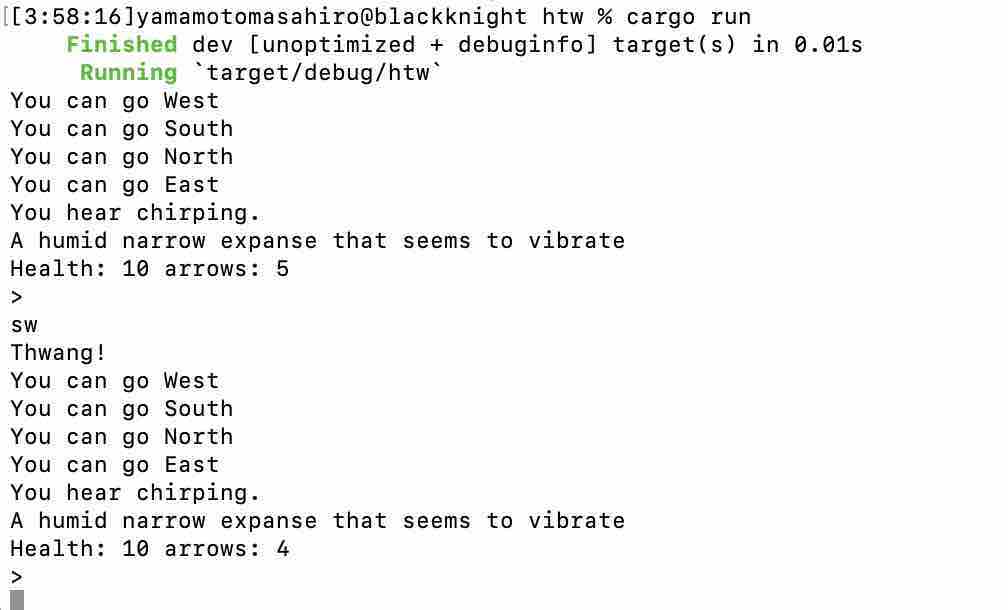 [[3:58:16]yamamotomasahiro@blackknight htw % cargo run
    Finished dev [unoptimized + debuginfo] target(s) in 0.01s
     Running `target/debug/htw`
You can go West
You can go South
You can go North
You can go East
You hear chirping.
A humid narrow expanse that seems to vibrate
Health: 10 arrows: 5
>
sw
Thwang!
You can go West
You can go South
You can go North
You can go East
You hear chirping.
A humid narrow expanse that seems to vibrate
Health: 10 arrows: 4
>